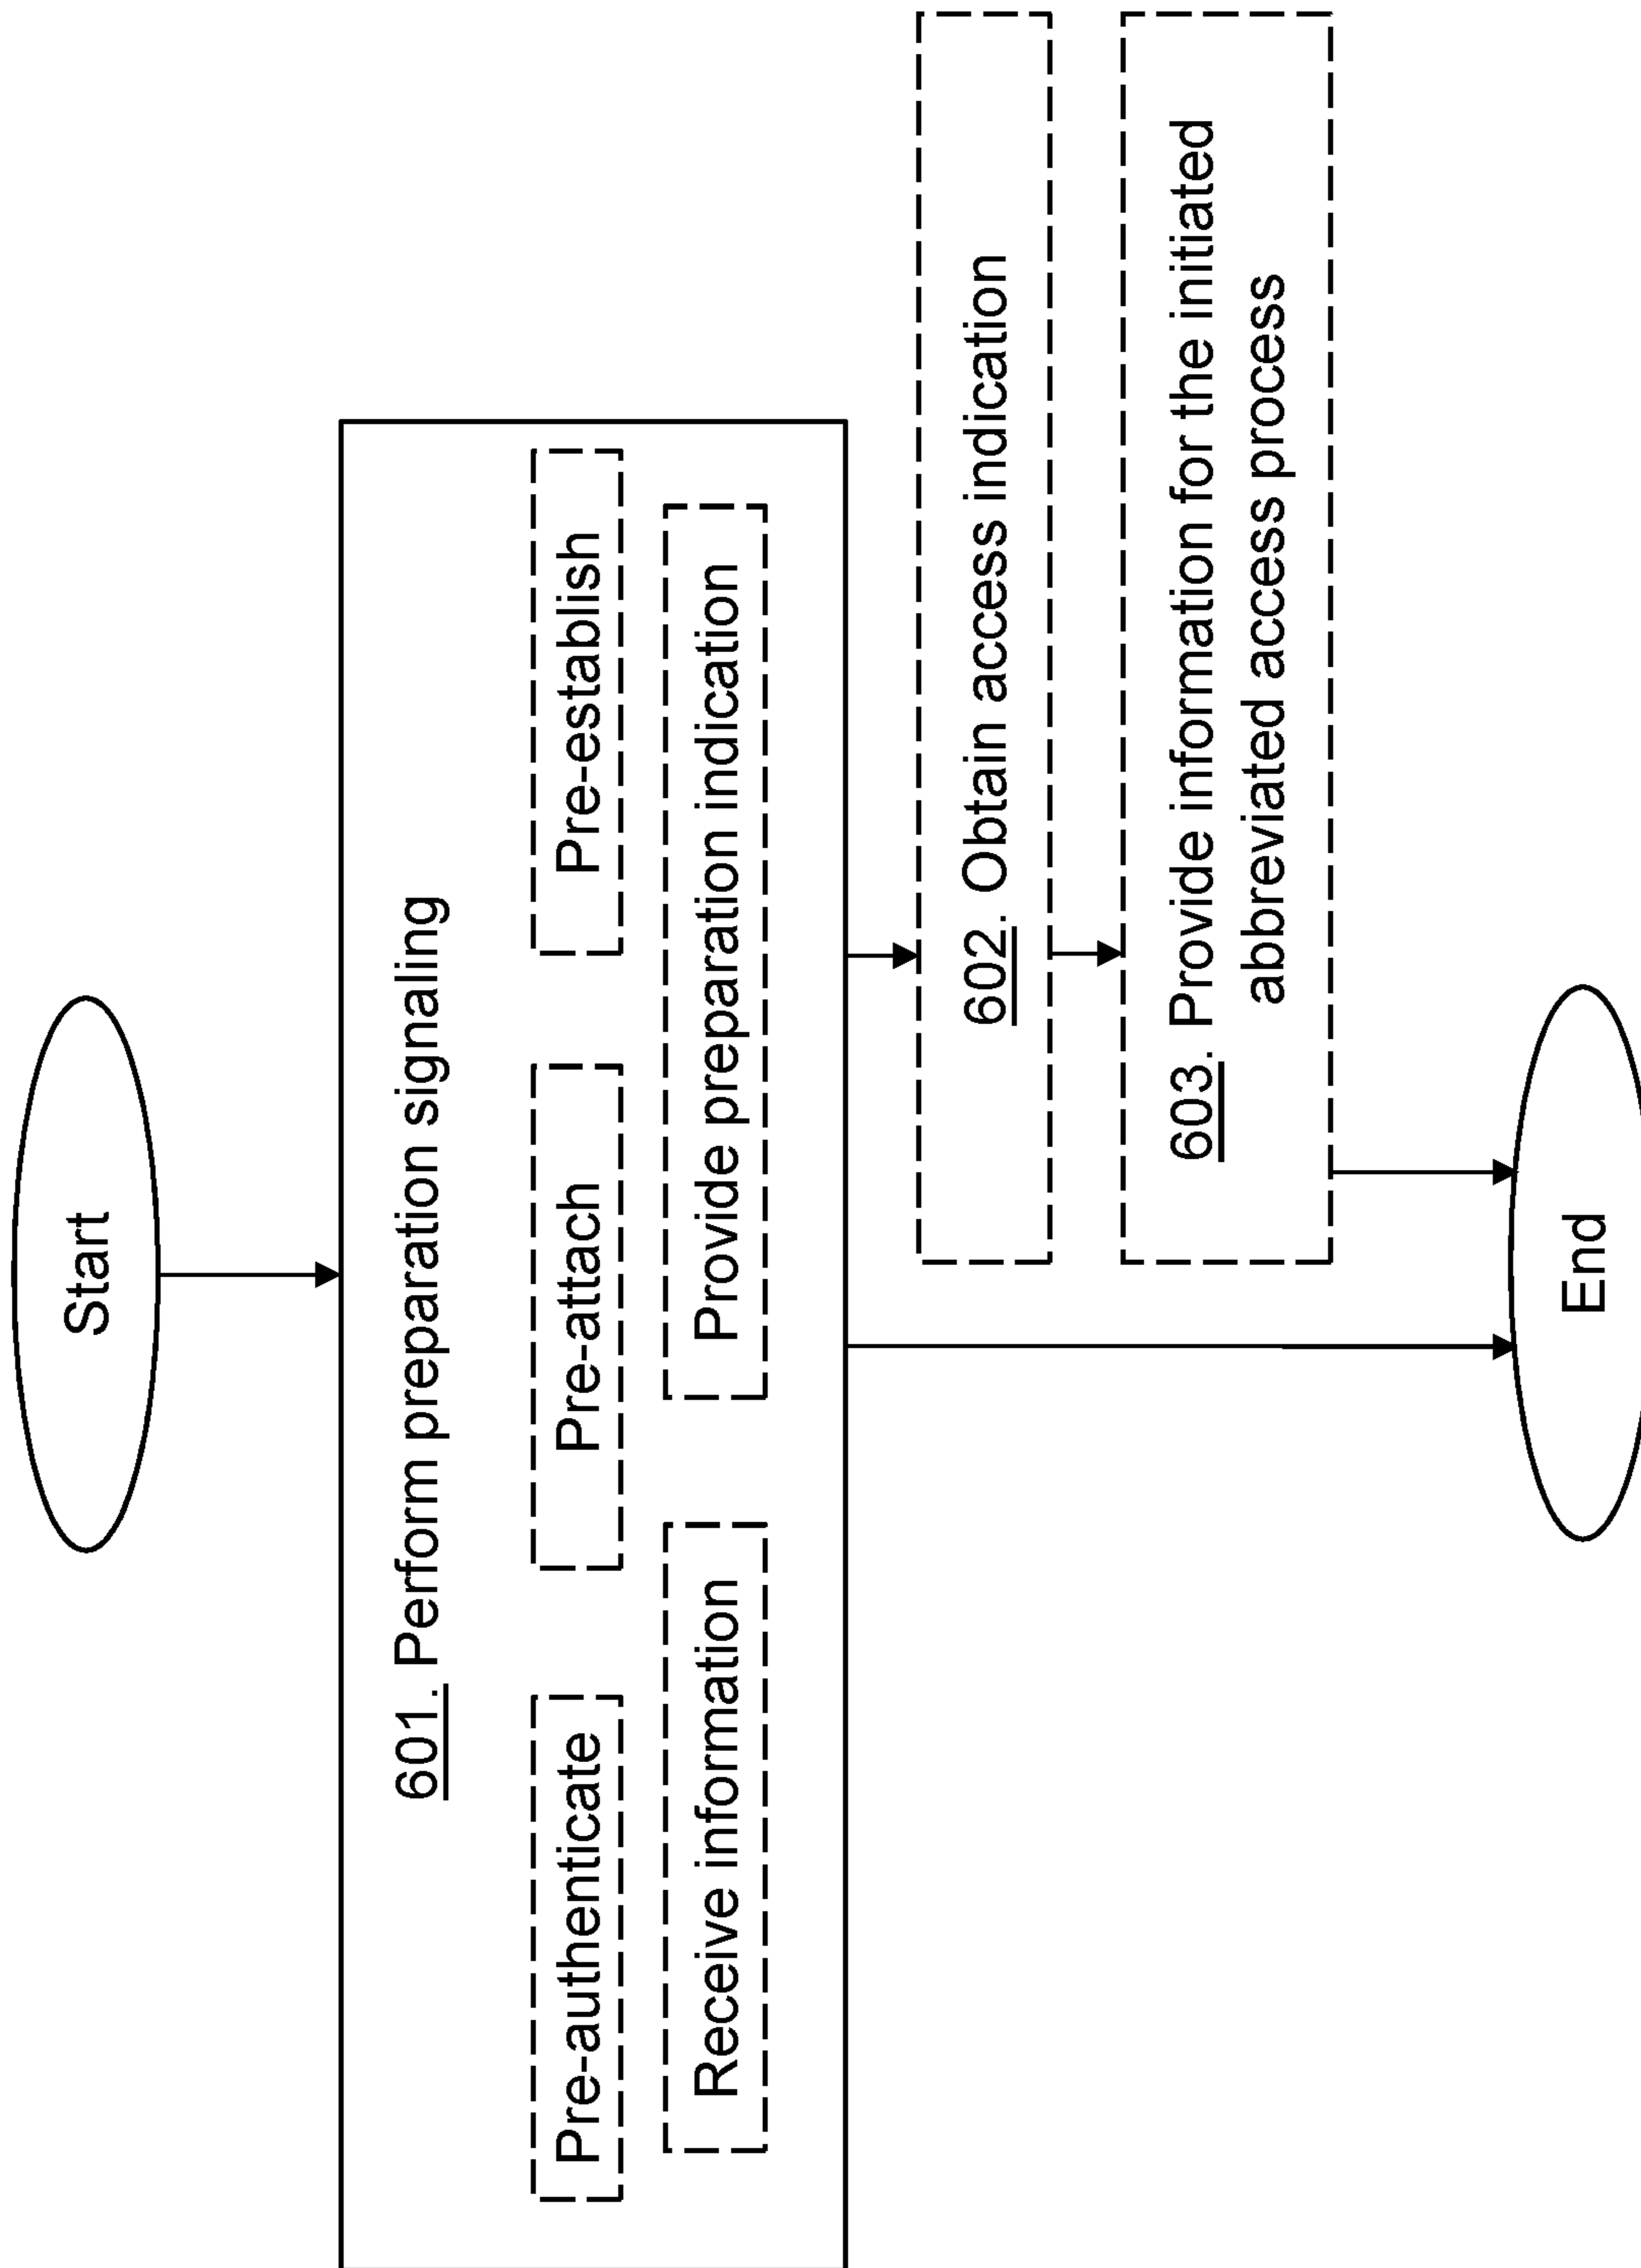 Start
601. Perform preparation signaling
Pre-authenticate
Pre-attach
Pre-establish
Receive information
Provide preparation indication
602. Obtain access indication
603. Provide information for the initiated
abbreviated access process
End